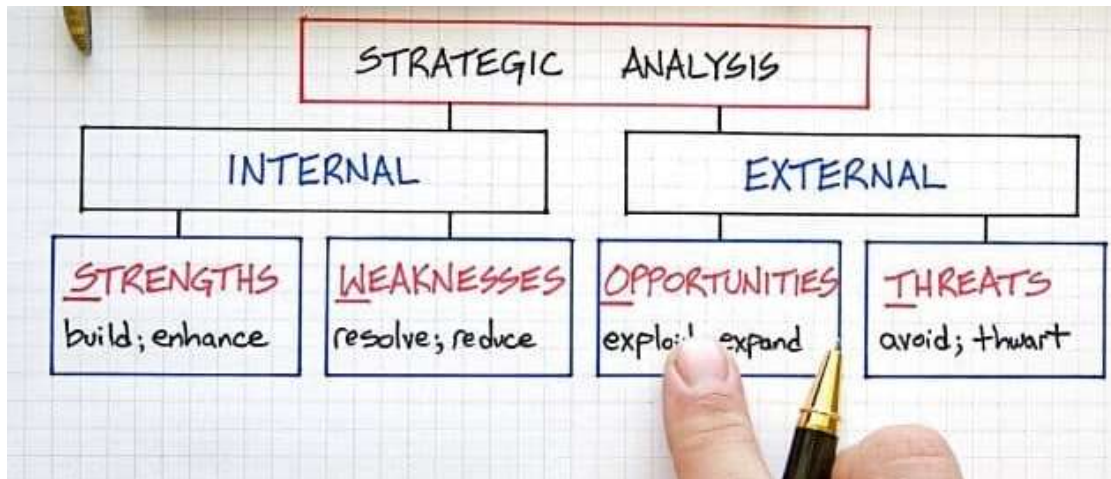 STRATEGIC ANALYSIS
INTERNAL
EXTERNAL
STRENGTHS
build; enhance
WEAKNESSES
resolve; reduce
OPPORTUNITIES
expand
THREATS
avoid; thwart